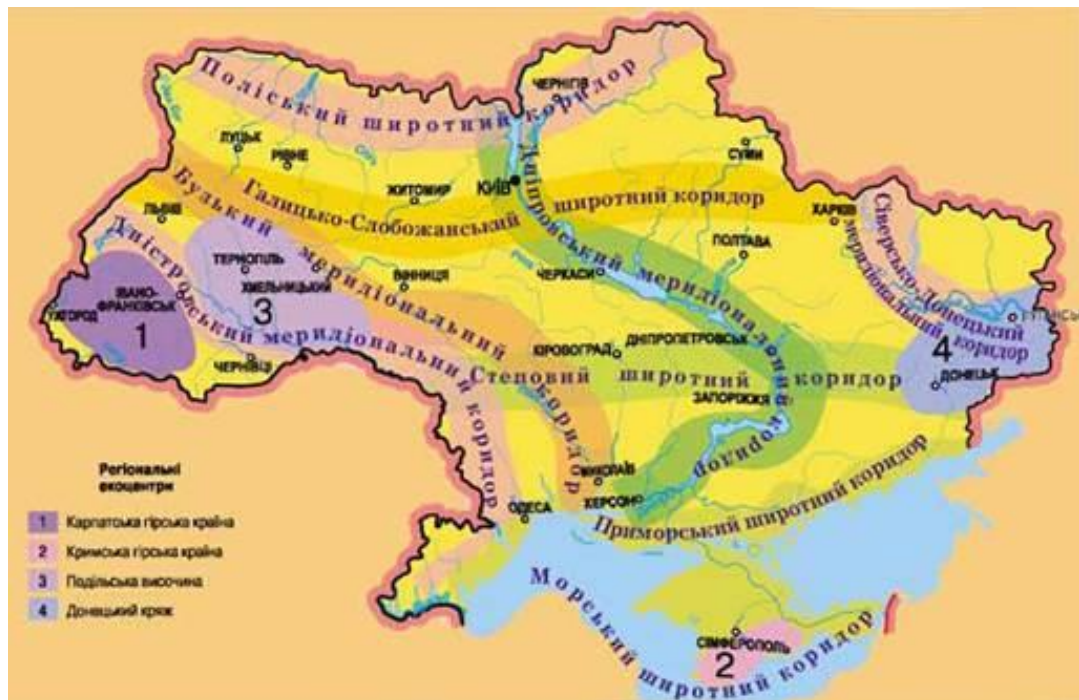 Поліський широтний коридор
ЧЕРНІГІВ
ЛУЦЬК
РІВНЕ
СУМИ
ЖИТОМИР
КИЇВ
Дніпровський меридіональний коридор
Галицько-Слобожанський широтний коридор
Бузький меридіональний коридор
ЛЬВІВ
ХАРКІВ
Сіверсько-Донецький
меридіональний коридор
Дністровський меридіональний коридор
ПОЛТАВА
ТЕРНОПІЛЬ
ХМЕЛЬНИЦЬКИЙ
ВІННИЦЯ
ЧЕРКАСИ
3
ІВАНО-
ФРАНКІВСЬК
УЖГОРОД
1
ЧЕРНІВЦІ
КІРОВОГРАД
ДНІПРОПЕТРОВСЬК
4
ДОНЕЦЬК
Степовий широтний коридор
ЗАПОРІЖЖЯ
МИКОЛАЇВ
ХЕРСОН
ОДЕСА
Приморський широтний коридор
Морський широтний коридор
СІМФЕРОПОЛЬ
2
Регіональні
екоцентри
1 Карпатська гірська країна
2 Кримська гірська країна
3 Подільська височина
4 Донецький кряж